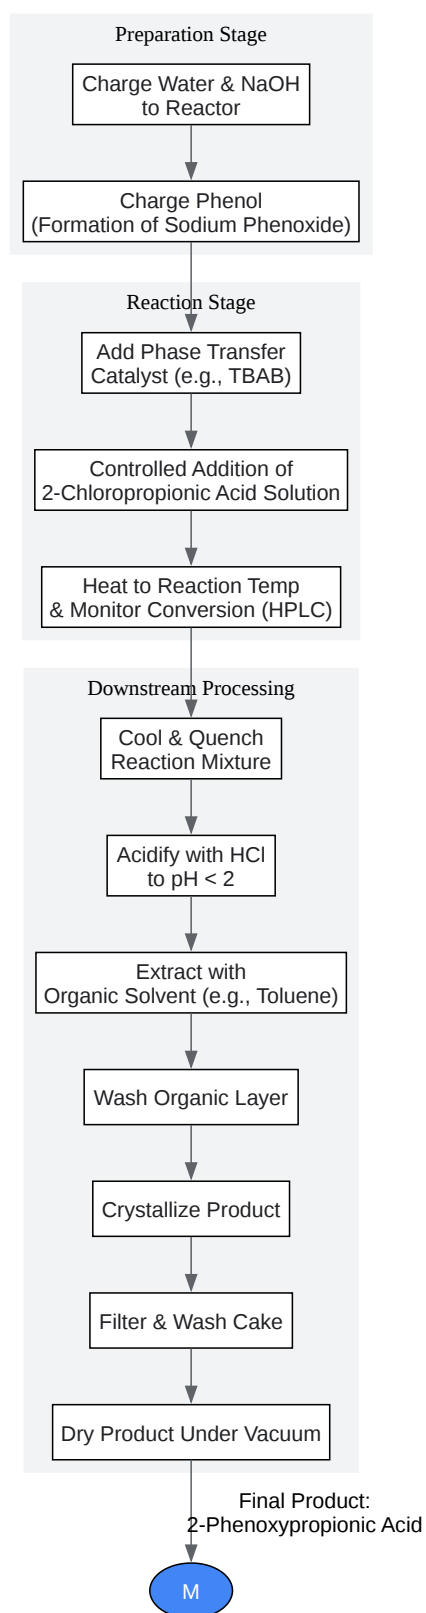 Preparation Stage
Charge Water & NaOH
to Reactor
Charge Phenol
(Formation of Sodium Phenoxide)
Reaction Stage
Add Phase Transfer
Catalyst (e.g., TBAB)
Controlled Addition of
2-Chloropropionic Acid Solution
Heat to Reaction Temp
& Monitor Conversion (HPLC)
Downstream Processing
Cool & Quench
Reaction Mixture
Acidify with HCl
to pH < 2
Extract with
Organic Solvent (e.g., Toluene)
Wash Organic Layer
Crystallize Product
Filter & Wash Cake
Dry Product Under Vacuum
Final Product:
2-Phenoxypropionic Acid
M